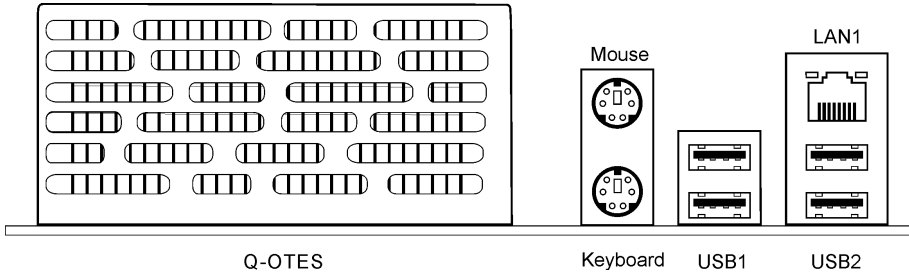 Mouse
LAN1
Q-OTES
Keyboard
USB1
USB2